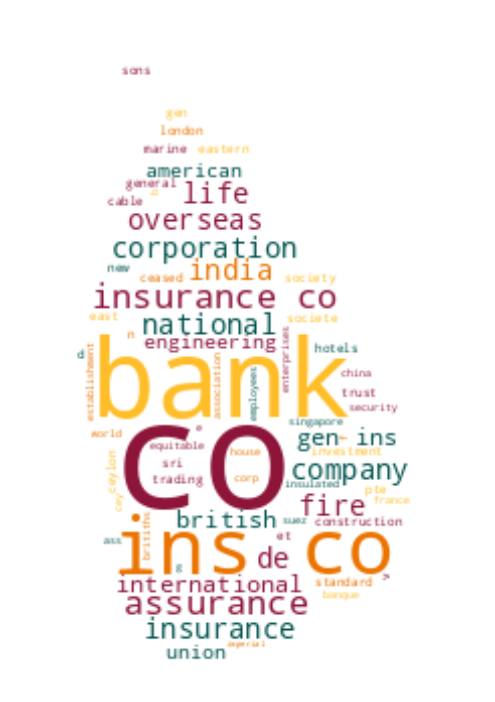 sons
gen
london
marine eastern
american
general
life
cable
overseas
corporation
new
india
ceased society
insurance co
east
national societe
n
engineering
hotels
d
bank
establishment
association
employees
enterprises
china
trust
security
singapore
world
co
e
gen ins
equitable
house
investment
ceylon
sri
company
trading
corp
insulated
pte
cey
fire
france
british
suez
construction
ins co
ass
britiths
et
de
g
international
standard
banque
assurance
insurance
imperial
union